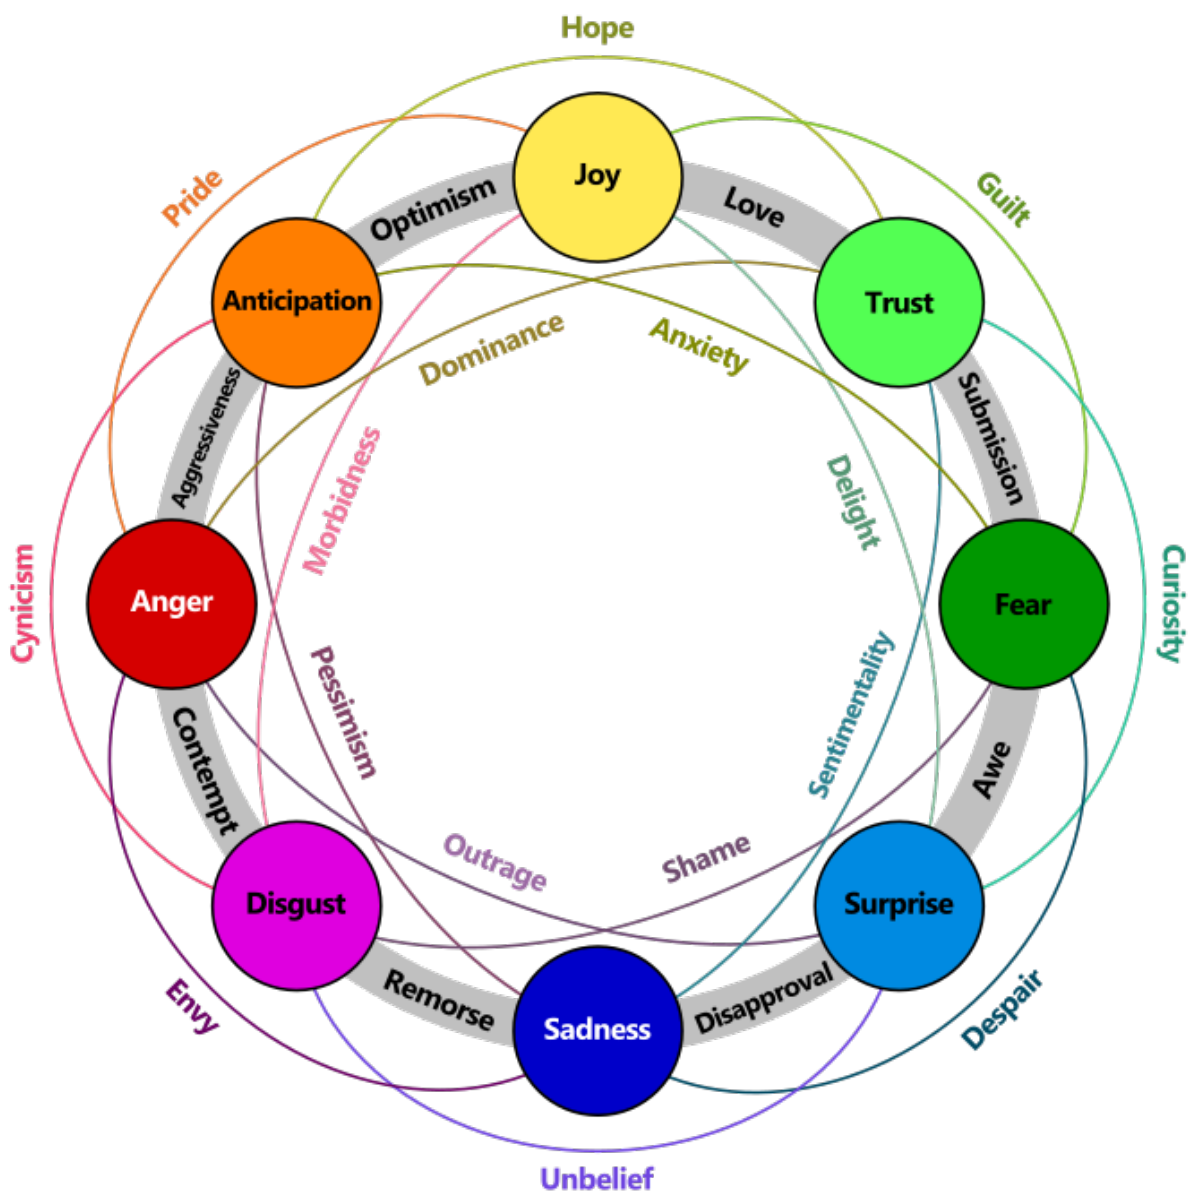 Hope
Pride
Joy
Guilt
Optimism
Love
Anticipation
Trust
Dominance
Anxiety
Aggressiveness
Submission
Morbidness
Delight
Cynicism
Anger
Fear
Curiosity
Pessimism
Sentimentality
Contempt
Awe
Outrage
Shame
Disgust
Surprise
Envy
Remorse
Sadness
Disapproval
Despair
Unbelief